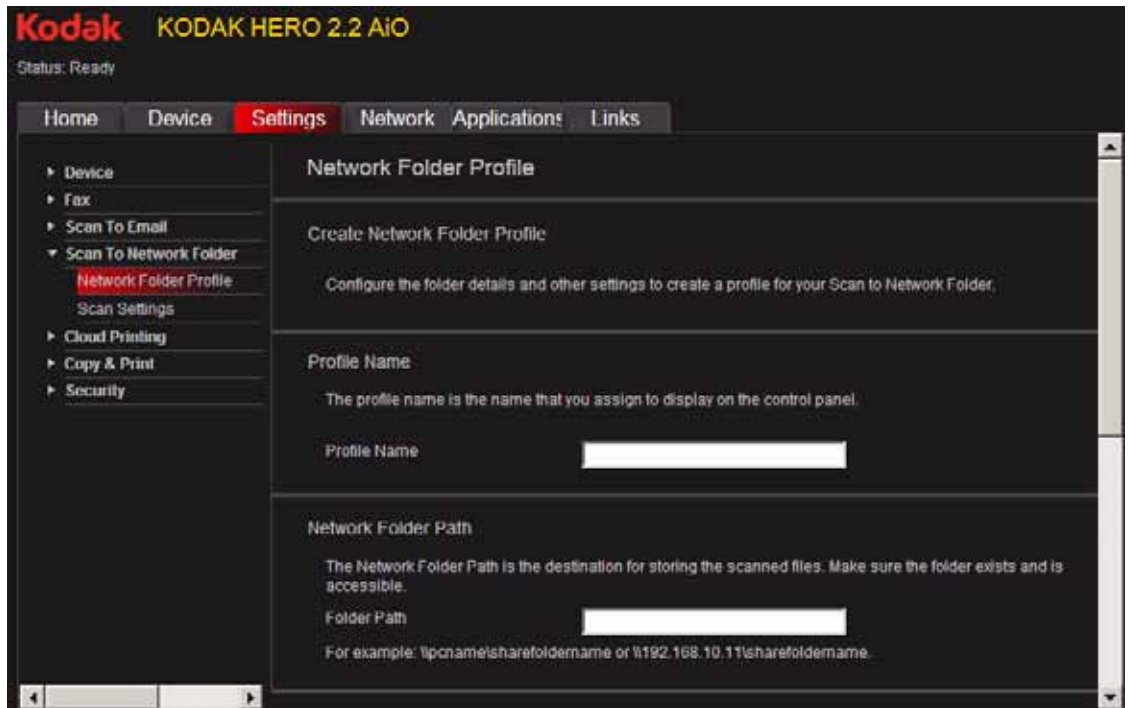 Kodak KODAK HERO 2.2 AiO
Status: Ready
Home Device Settings Network Applications Links
Device
Fax
Scan To Email
Scan To Network Folder
Network Folder Profile
Scan Settings
Cloud Printing
Copy & Print
Security
Network Folder Profile
Create Network Folder Profile
Configure the folder details and other settings to create a profile for your Scan to Network Folder.
Profile Name
The profile name is the name that you assign to display on the control panel.
Profile Name
Network Folder Path
The Network Folder Path is the destination for storing the scanned files. Make sure the folder exists and is
accessible.
Folder Path
For example: \\pcname\sharefoldername or \\192.168.10.11\sharefoldername.